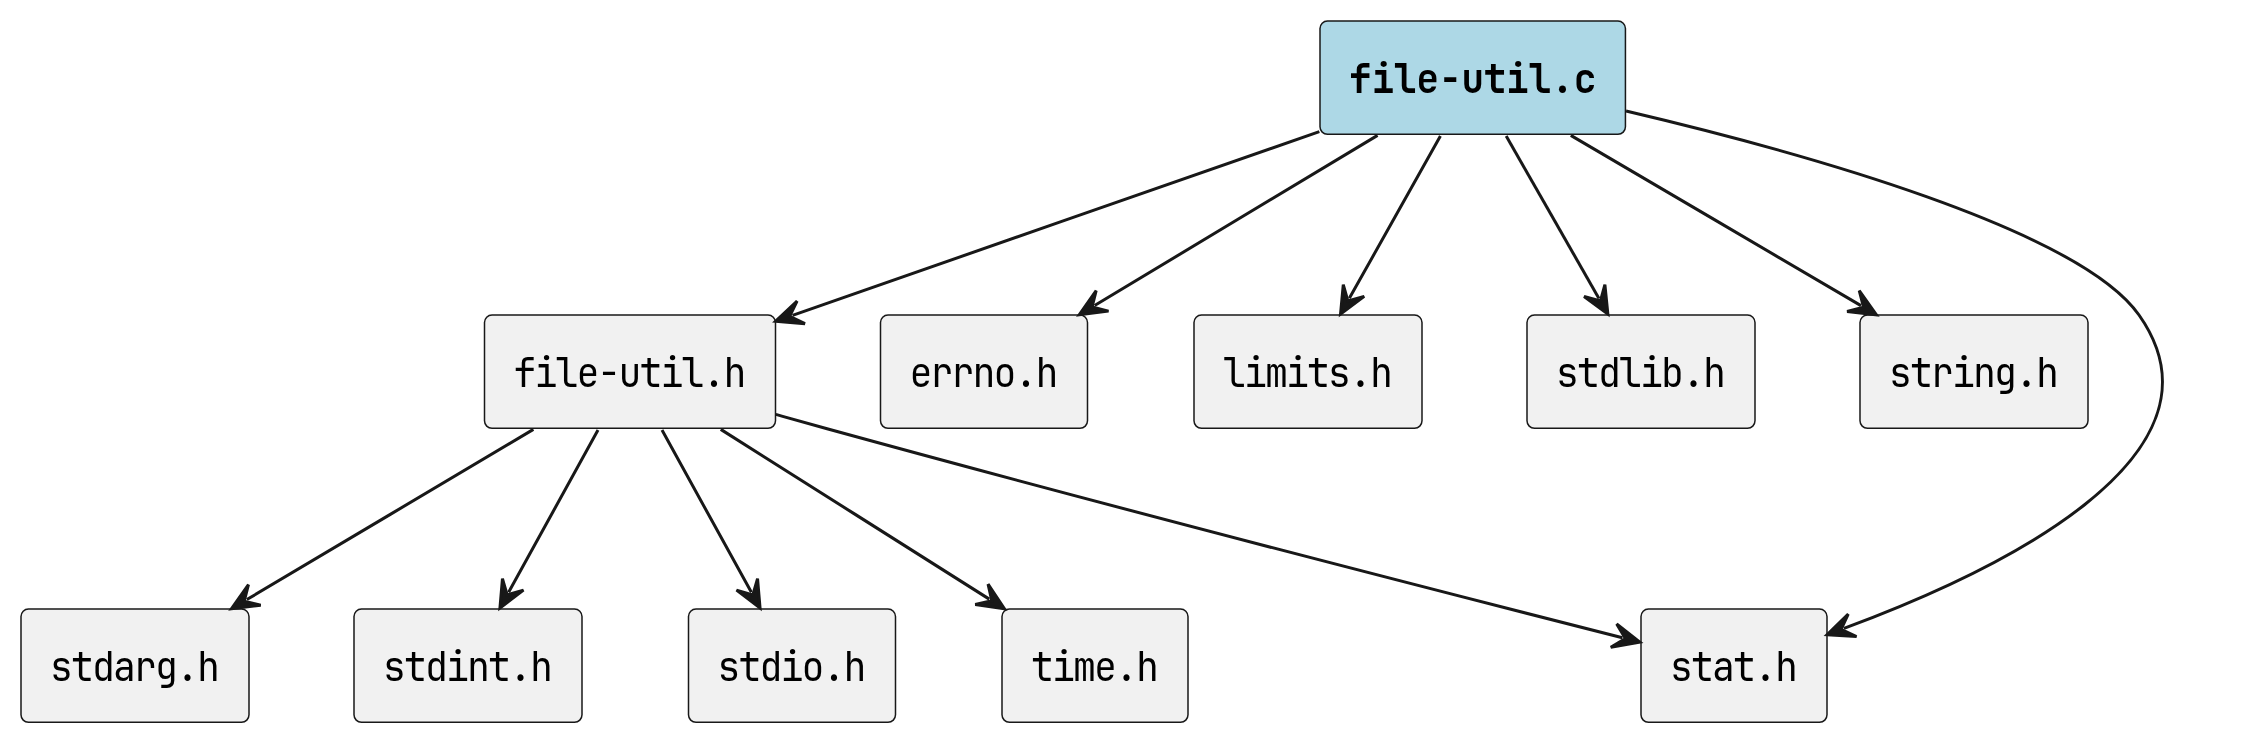 file-util.c
file-util.h
errno.h
limits.h
stdlib.h
string.h
stdarg.h
stdint.h
stdio.h
time.h
stat.h